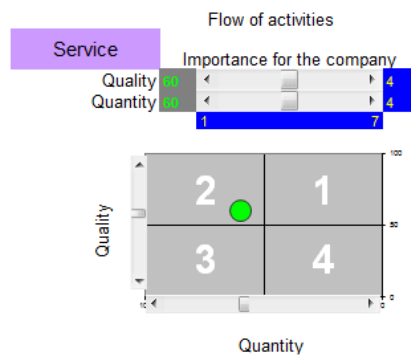 Flow of activities
Service
Importance for the company
Quality 60 4
Quantity 60 4
1 7
100
2 1
Quality
50
3 4
0
10 0
Quantity